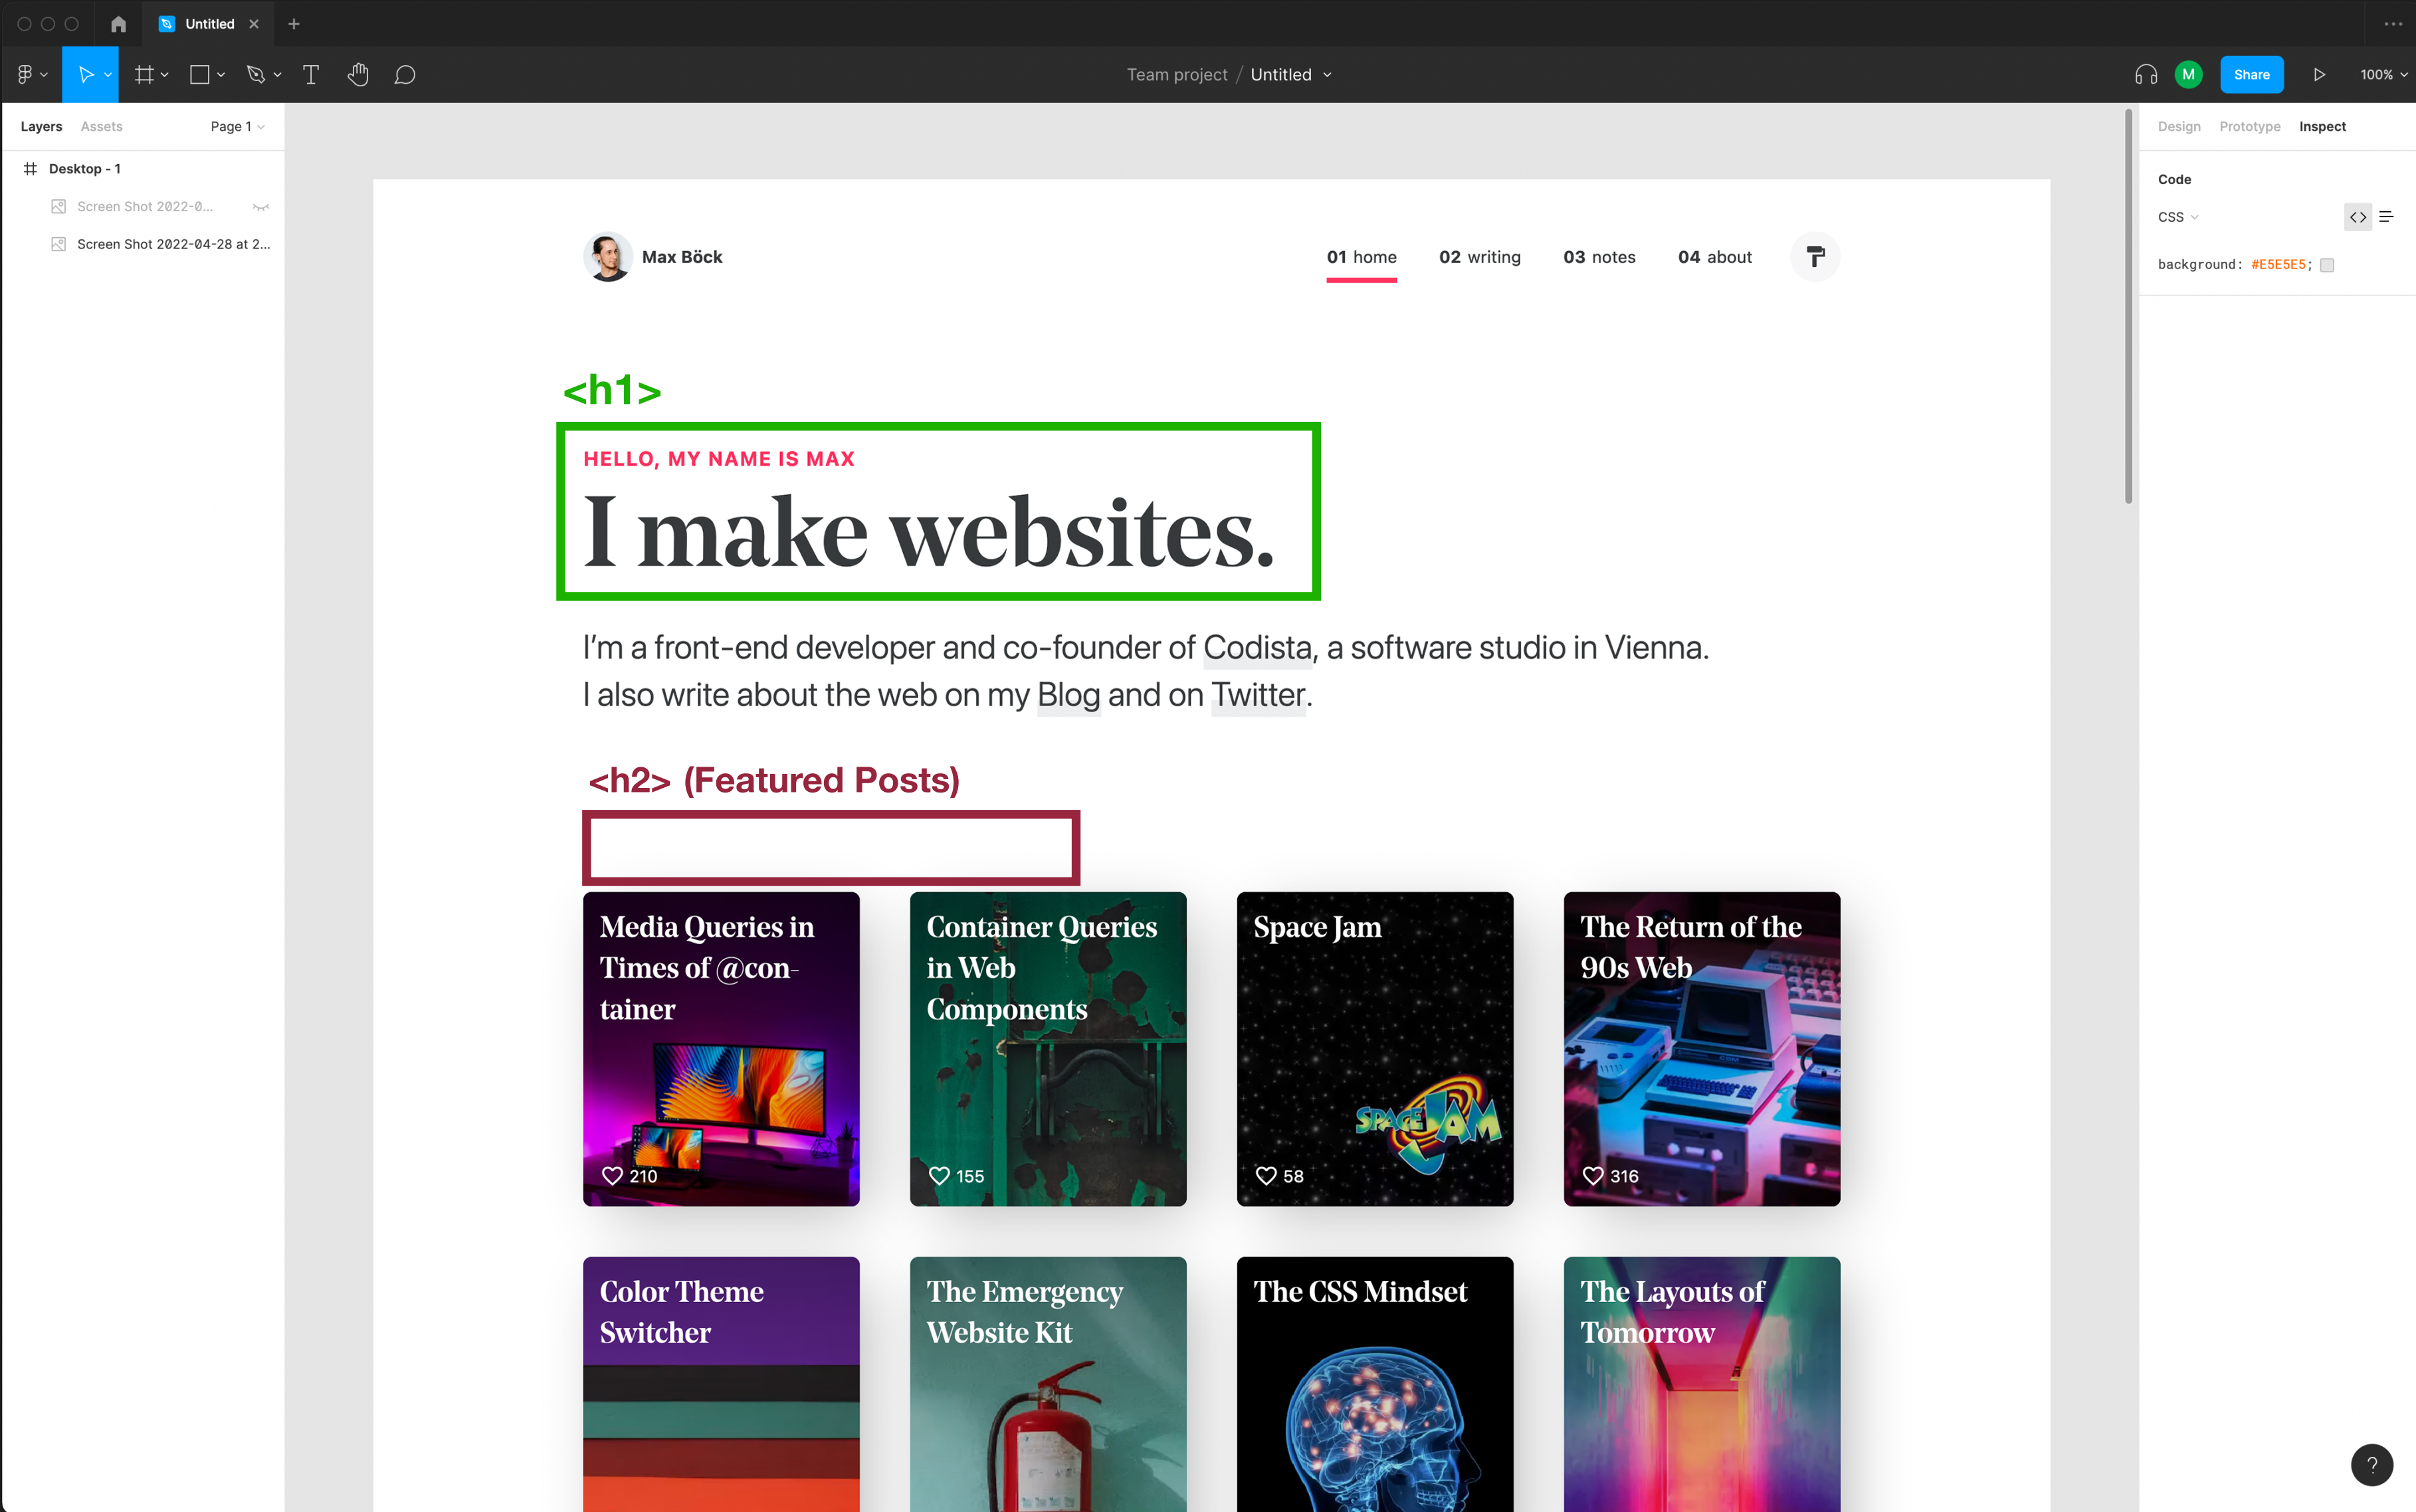 Untitled
Team project / Untitled
M
Share
100%
Layers
Assets
Page 1
Desktop - 1
Screen Shot 2022-0...
Screen Shot 2022-04-28 at 2...
Design
Prototype
Inspect
Code
CSS
background: #E5E5E5;
Max Böck
01 home
02 writing
03 notes
04 about
<h1>
HELLO, MY NAME IS MAX
I make websites.
I’m a front-end developer and co-founder of Codista, a software studio in Vienna.
I also write about the web on my Blog and on Twitter.
<h2> (Featured Posts)
Media Queries in
Times of @con-
tainer
210
Container Queries
in Web
Components
155
Space Jam
SPACE JAM
58
The Return of the
90s Web
316
Color Theme
Switcher
The Emergency
Website Kit
The CSS Mindset
The Layouts of
Tomorrow
?